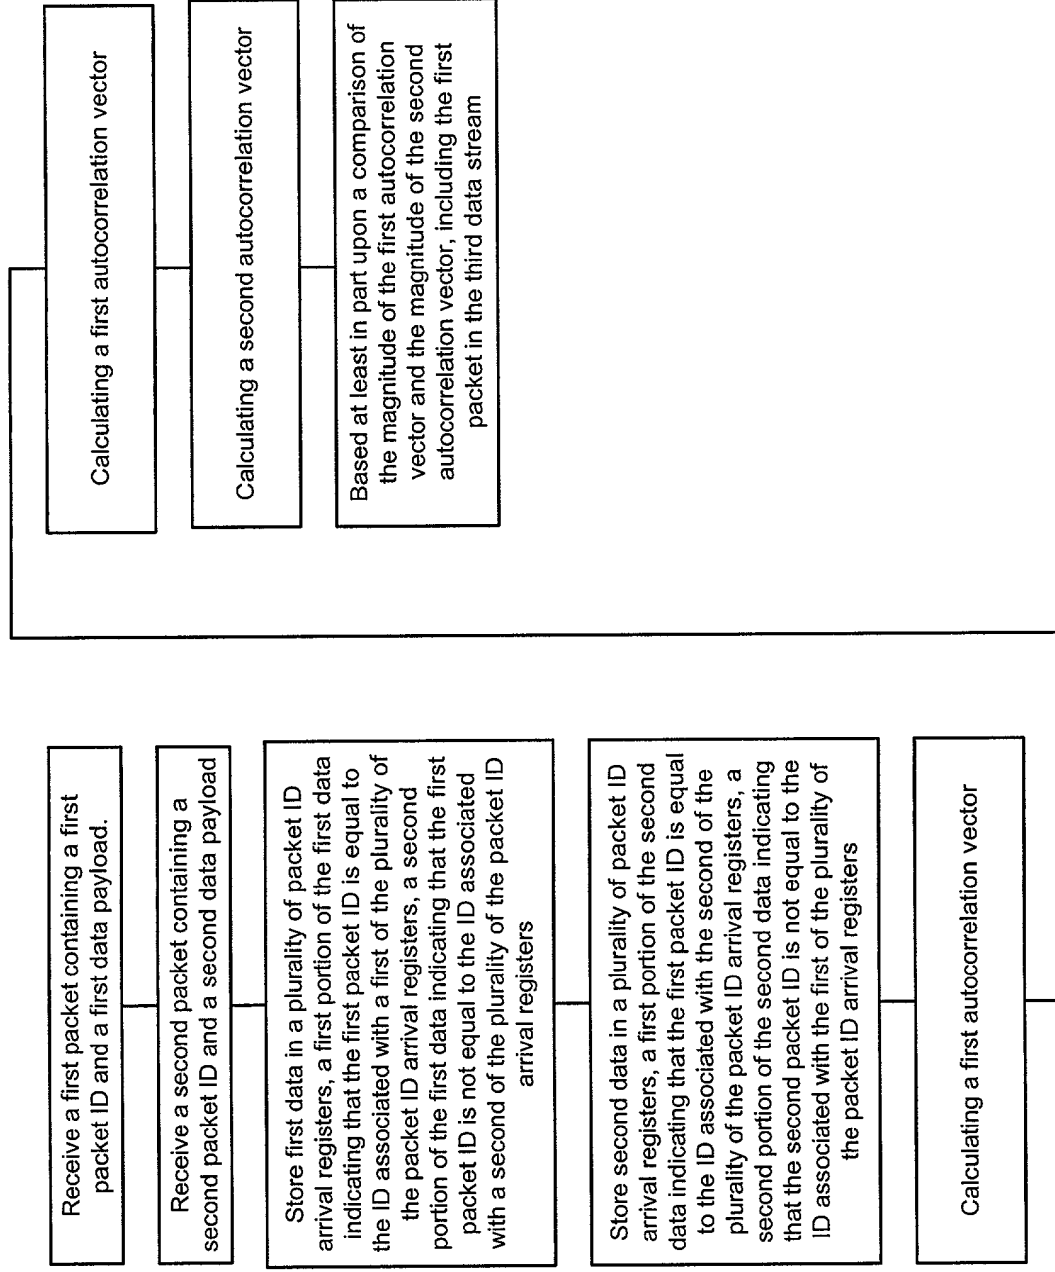 Receive a first packet containing a first
packet ID and a first data payload.
Receive a second packet containing a
second packet ID and a second data payload
Store first data in a plurality of packet ID
arrival registers, a first portion of the first data
indicating that the first packet ID is equal to
the ID associated with a first of the plurality of
the packet ID arrival registers, a second
portion of the first data indicating that the first
packet ID is not equal to the ID associated
with a second of the plurality of the packet ID
arrival registers
Store second data in a plurality of packet ID
arrival registers, a first portion of the second
data indicating that the first packet ID is equal
to the ID associated with the second of the
plurality of the packet ID arrival registers, a
second portion of the second data indicating
that the second packet ID is not equal to the
ID associated with the first of the plurality of
the packet ID arrival registers
Calculating a first autocorrelation vector
Calculating a first autocorrelation vector
Calculating a second autocorrelation vector
Based at least in part upon a comparison of
the magnitude of the first autocorrelation
vector and the magnitude of the second
autocorrelation vector, including the first
packet in the third data stream